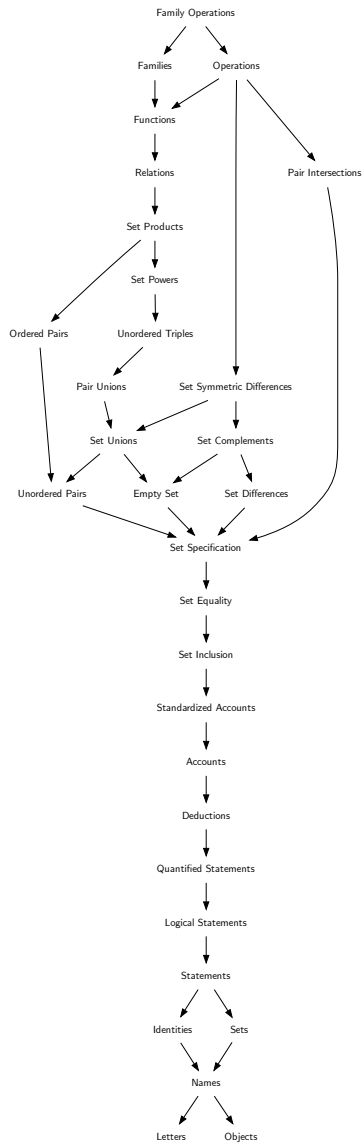 Family Operations
Families
Operations
Functions
Relations
Pair Intersections
Set Products
Set Powers
Ordered Pairs
Unordered Triples
Pair Unions
Set Symmetric Differences
Set Unions
Set Complements
Unordered Pairs
Empty Set
Set Differences
Set Specification
Set Equality
Set Inclusion
Standardized Accounts
Accounts
Deductions
Quantified Statements
Logical Statements
Statements
Identities
Sets
Names
Letters
Objects